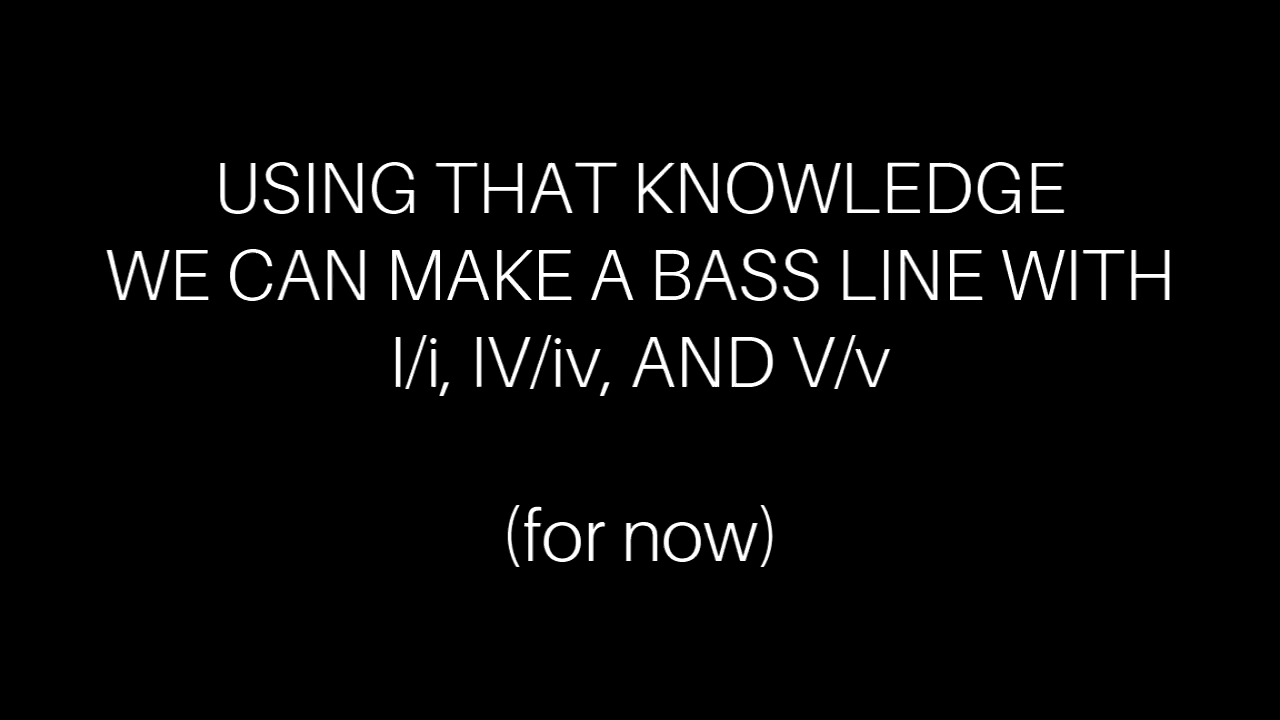 USING THAT KNOWLEDGE
WE CAN MAKE A BASS LINE WITH
I/i, IV/iv, AND V/v
(for now)